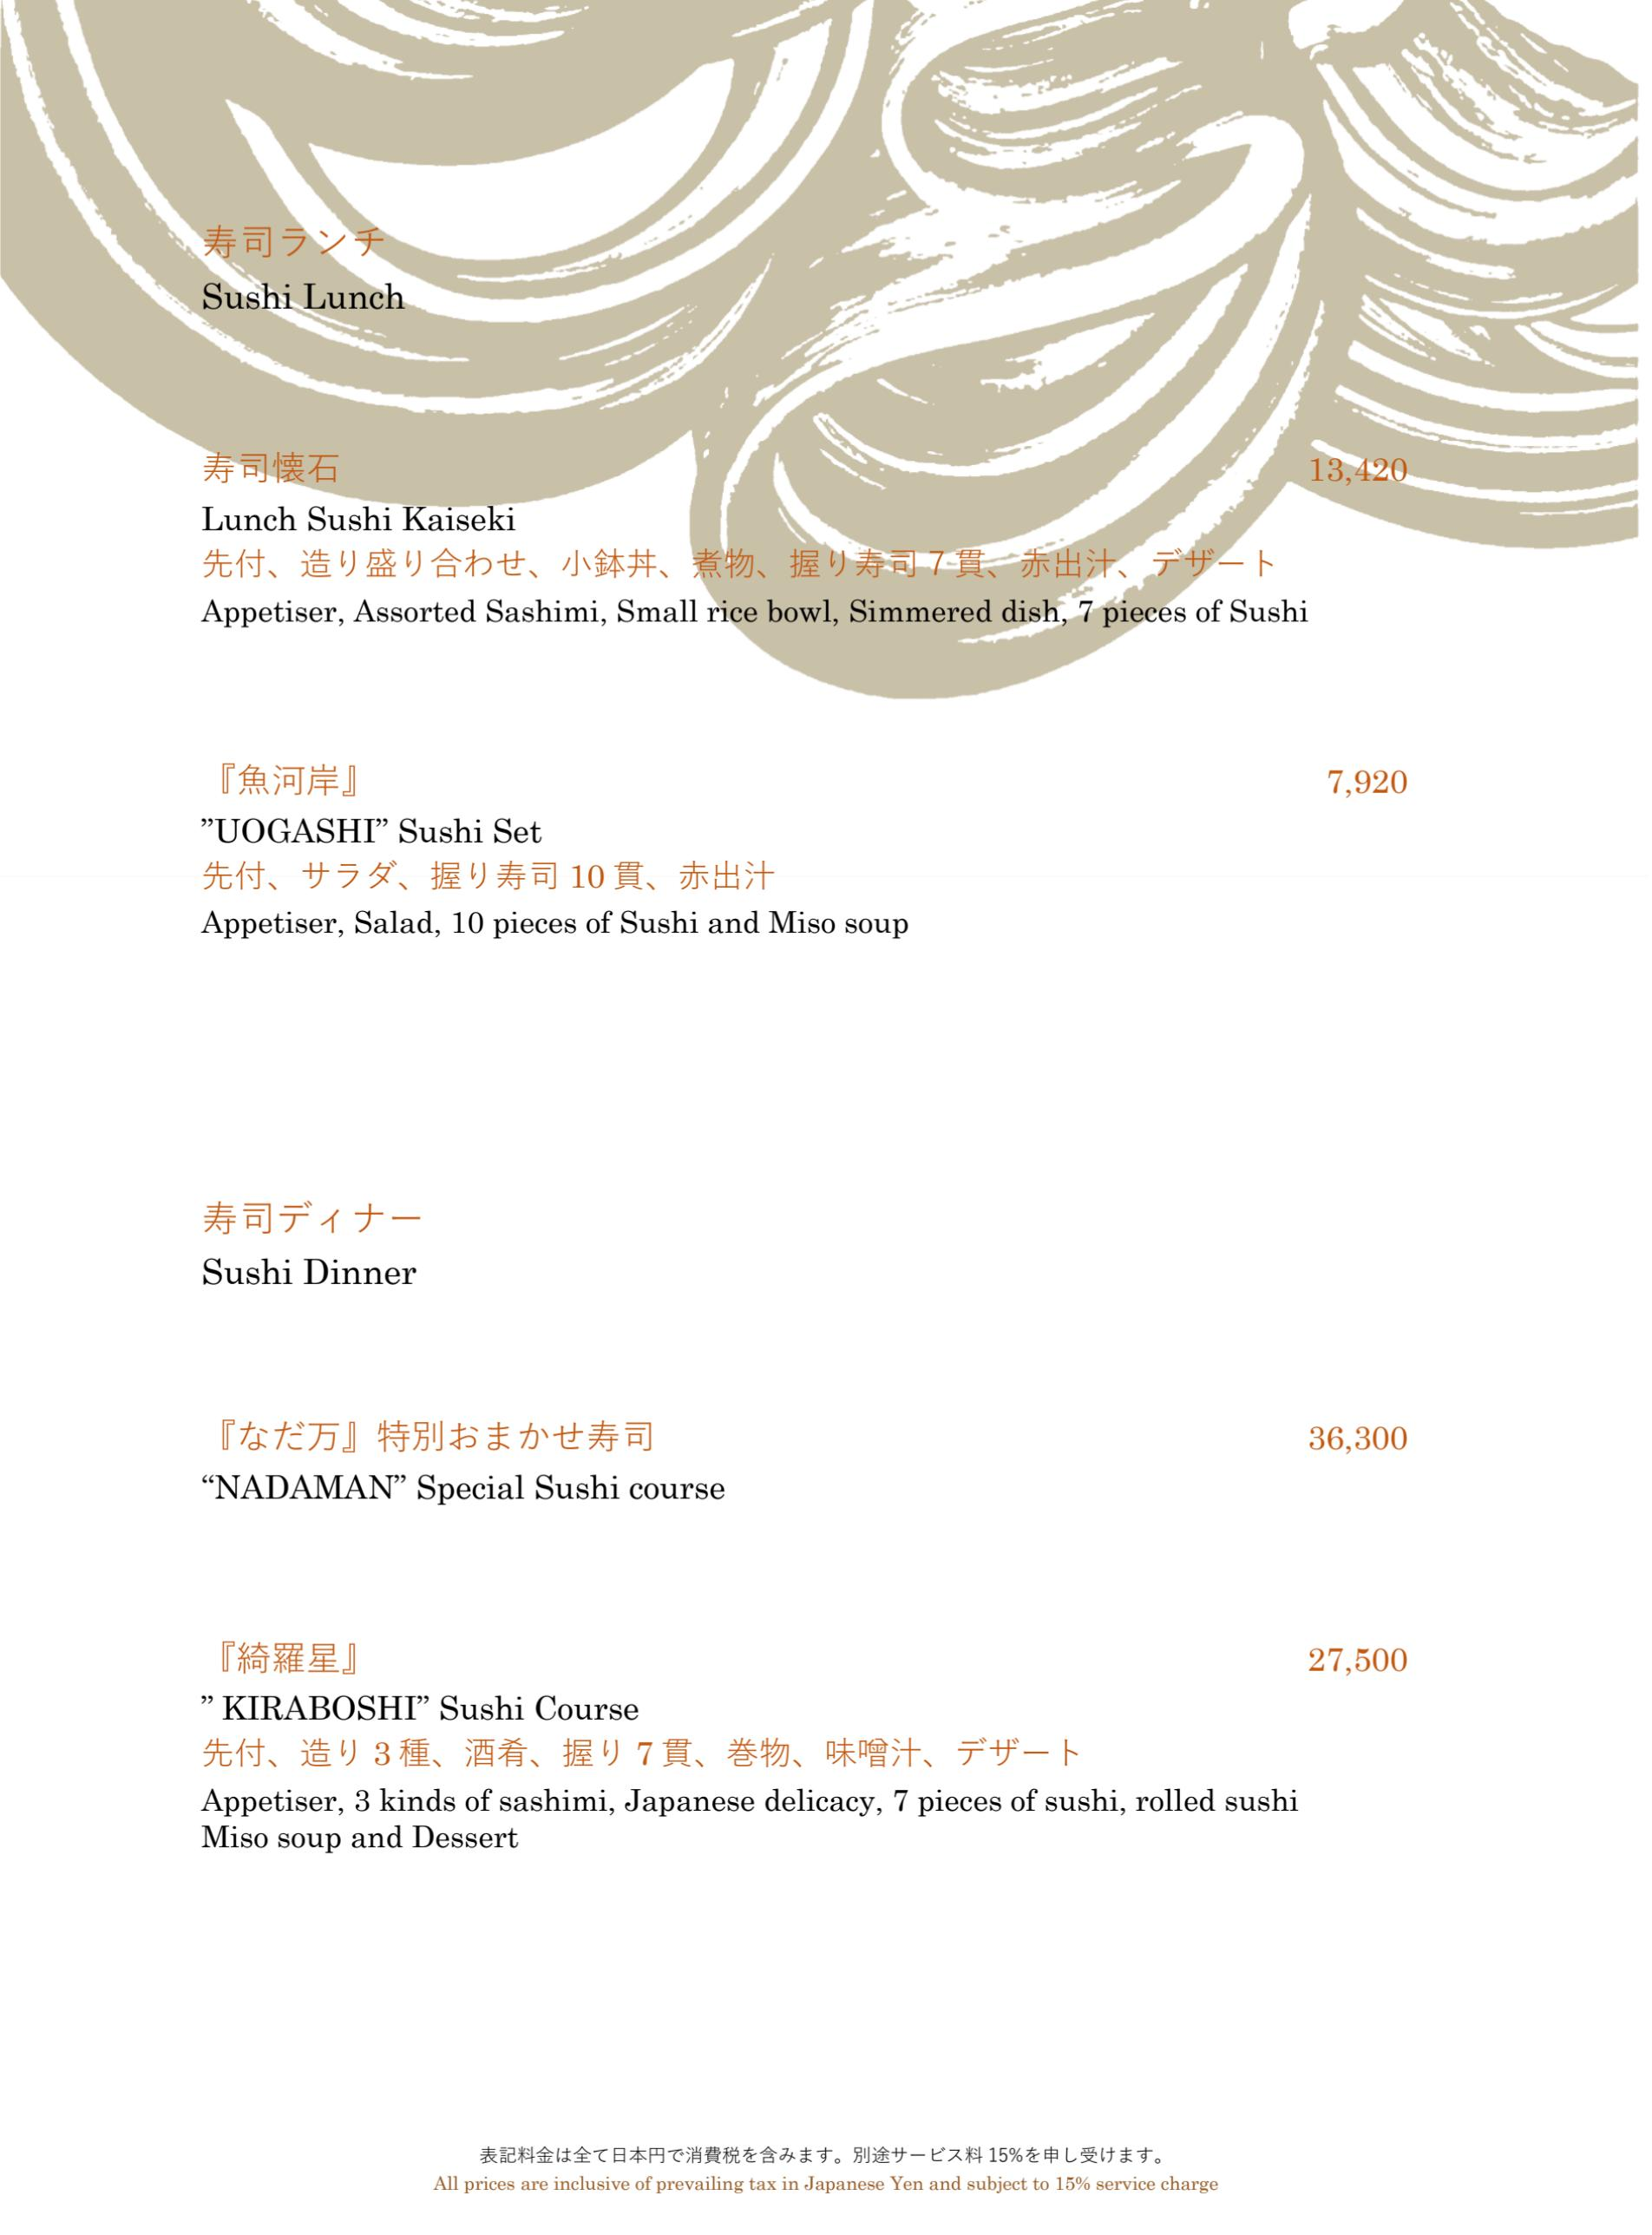 寿司ランチ
Sushi Lunch
寿司懐石 13,420
Lunch Sushi Kaiseki
先付、造り盛り合わせ、小鉢丼、煮物、握り寿司 7 貫、赤出汁、デザート
Appetiser, Assorted Sashimi, Small rice bowl, Simmered dish, 7 pieces of Sushi
『魚河岸』 7,920
”UOGASHI” Sushi Set
先付、サラダ、握り寿司 10 貫、赤出汁
Appetiser, Salad, 10 pieces of Sushi and Miso soup
寿司ディナー
Sushi Dinner
『なだ万』特別おまかせ寿司 36,300
“NADAMAN” Special Sushi course
『綺羅星』 27,500
” KIRABOSHI” Sushi Course
先付、造り 3 種、酒肴、握り 7 貫、巻物、味噌汁、デザート
Appetiser, 3 kinds of sashimi, Japanese delicacy, 7 pieces of sushi, rolled sushi
Miso soup and Dessert
表記料金は全て日本円で消費税を含みます。別途サービス料 15%を申し受けます。
All prices are inclusive of prevailing tax in Japanese Yen and subject to 15% service charge